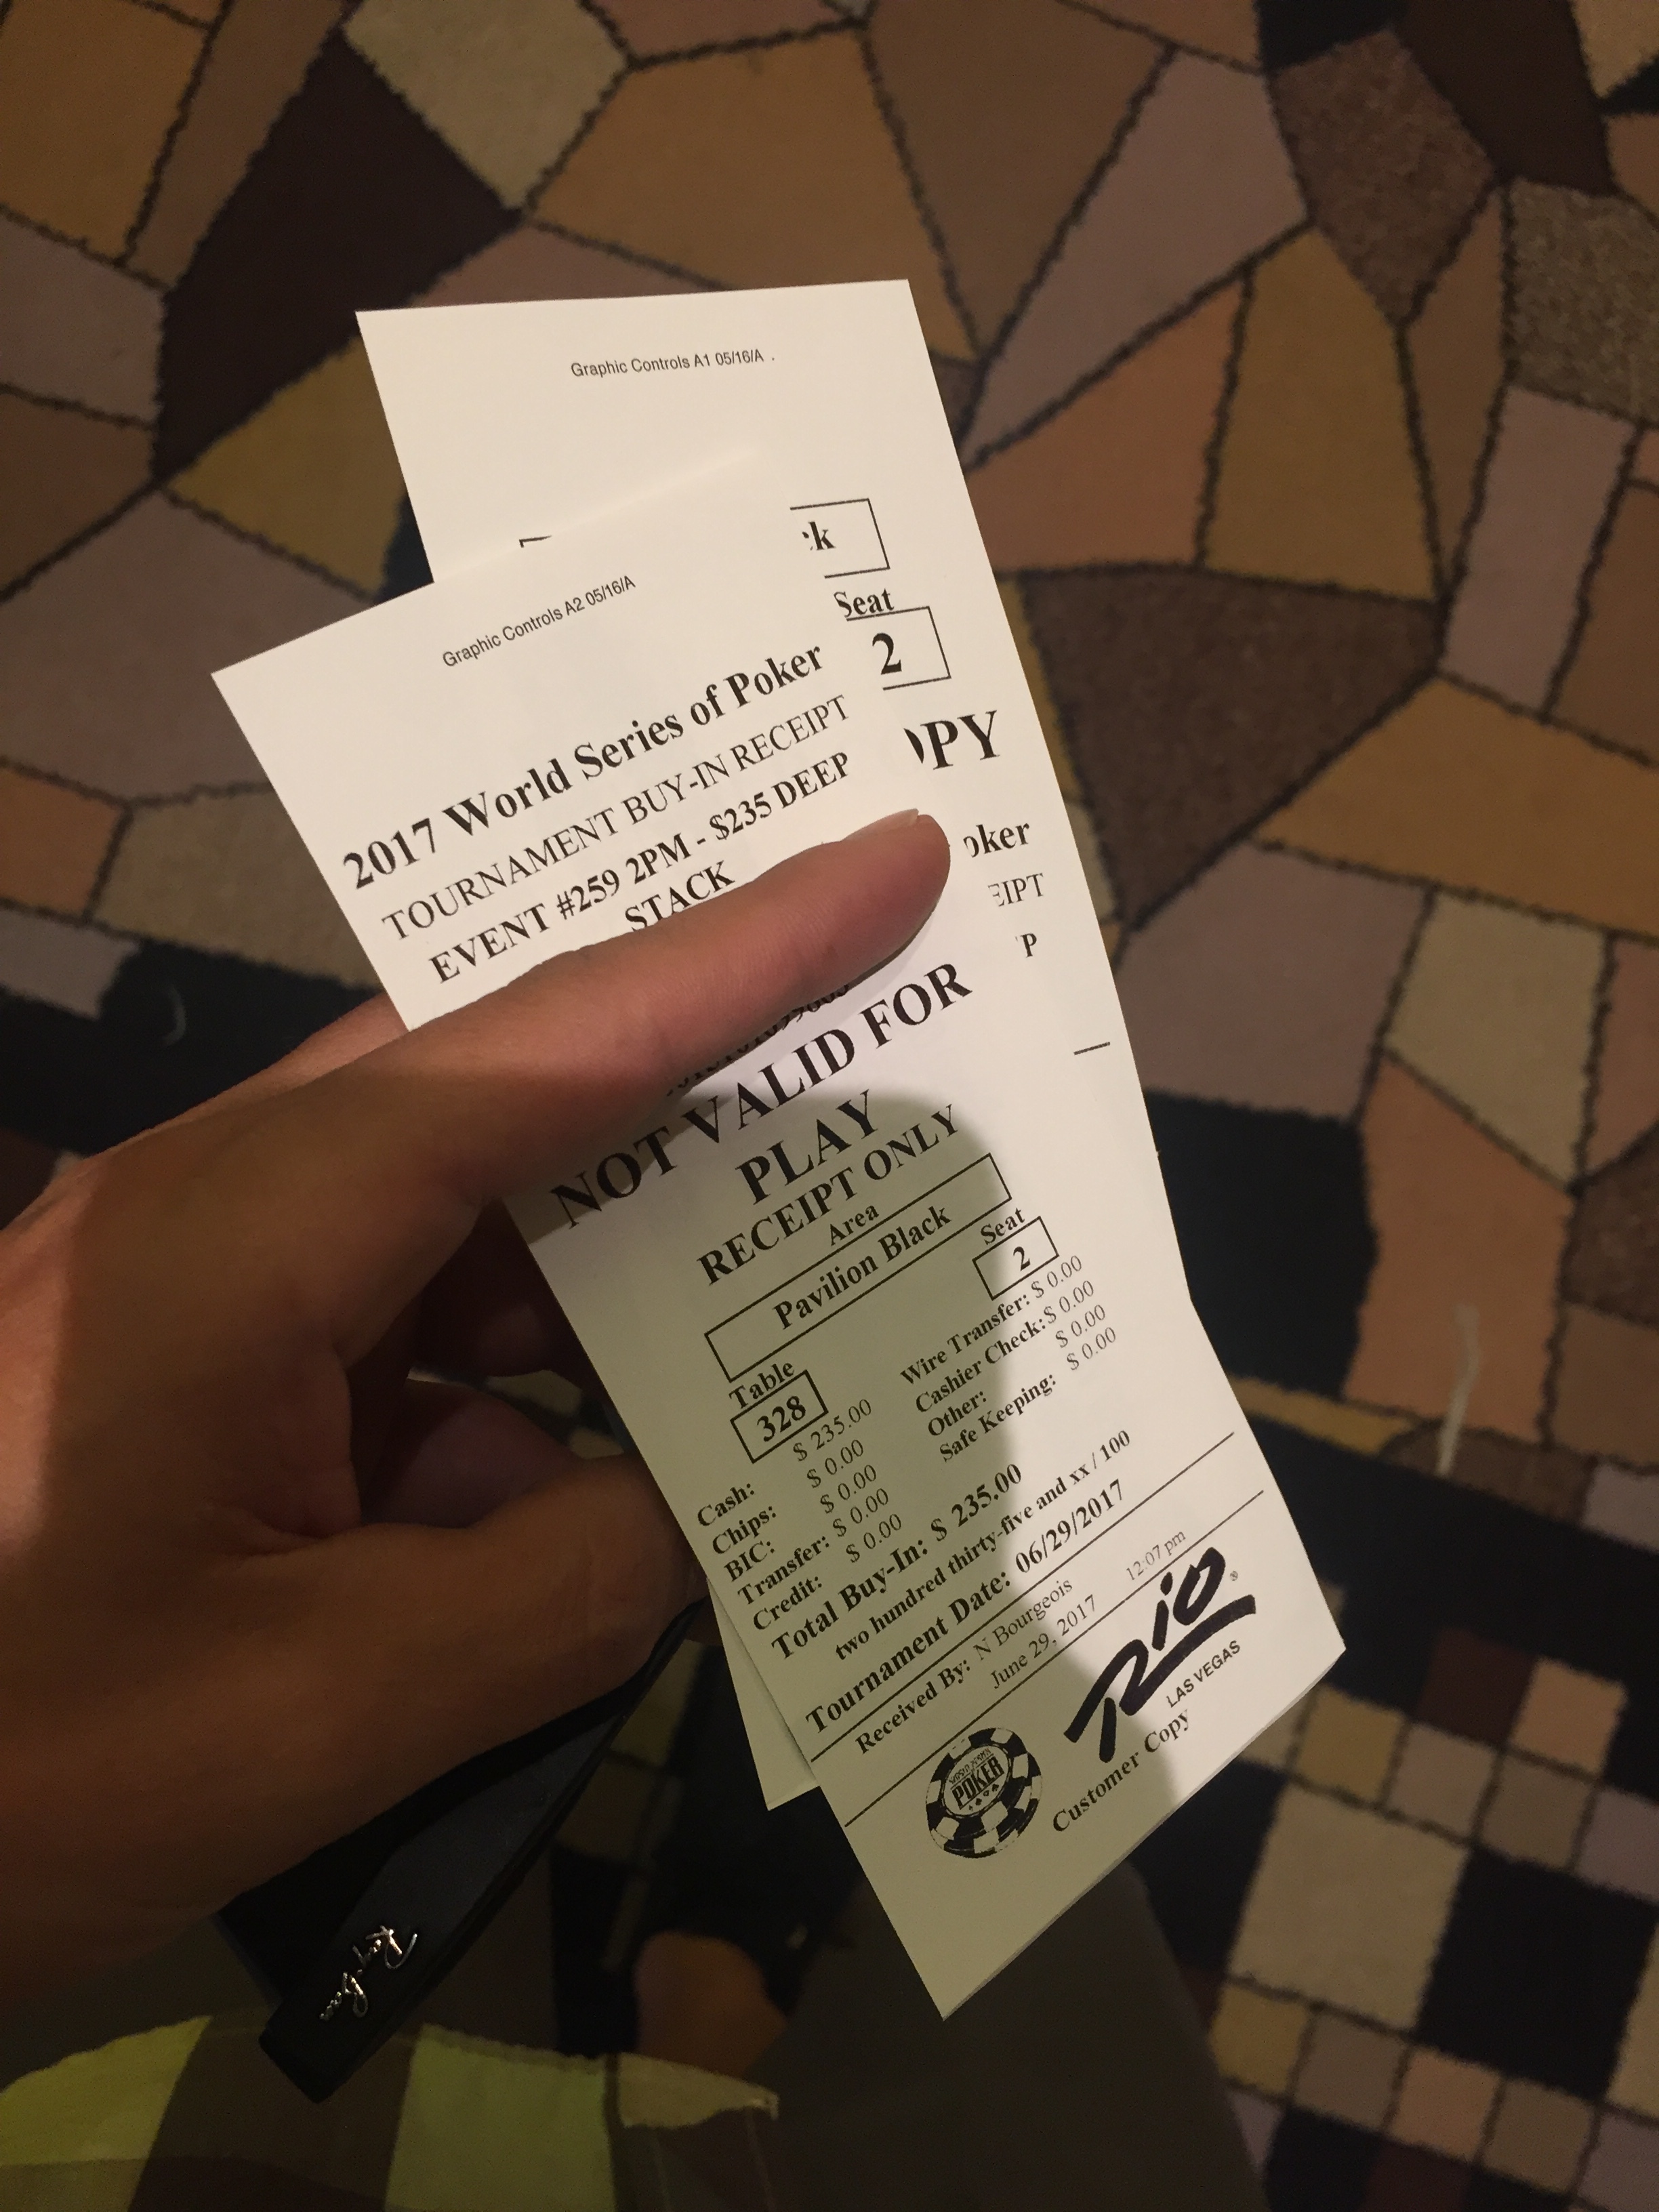 Graphic Controls A1 05/16/A
Seat
2
Graphic Controls A2 05/16/A
2017 World Series of Poker
TOURNAMENT BUY-IN RECEIPT
EVENT #259 2PM - $235 DEEP
STACK
NOT VALID FOR
PLAY
RECEIPT ONLY
Area
Pavilion Black
Table Seat
328 2
Cash: $ 235.00 Wire Transfer: $ 0.00
Chips: $ 0.00 Cashier Check: $ 0.00
BIC: $ 0.00 Other: $ 0.00
Transfer: $ 0.00 Safe Keeping: $ 0.00
Credit: $ 0.00
Total Buy-In: $ 235.00
two hundred thirty-five and xx / 100
Tournament Date: 06/29/2017
Received By: N Bourgeois
June 29, 2017 12:07 pm
POKER
Rio®
LAS VEGAS
Customer Copy
Ray-Ban